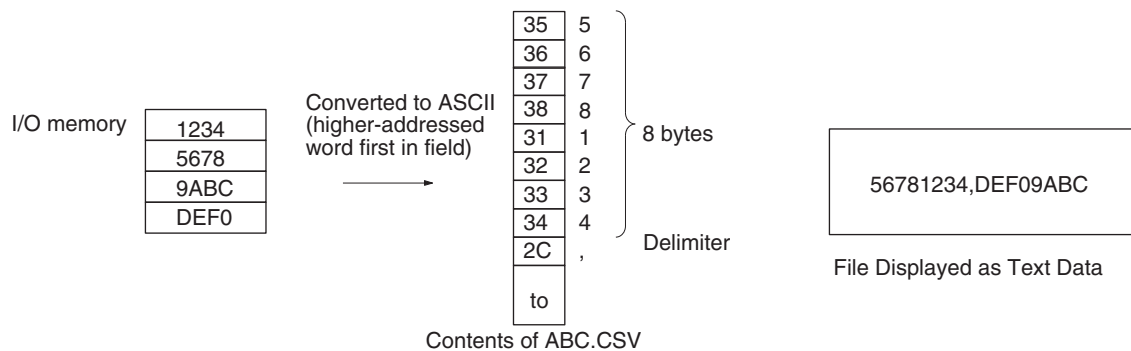 I/O memory
1234
5678
9ABC
DEF0
Converted to ASCII
(higher-addressed
word first in field)
35 5
36 6
37 7
38 8
31 1
32 2
33 3
34 4
2C ,
to
8 bytes
Delimiter
Contents of ABC.CSV
56781234,DEF09ABC
File Displayed as Text Data